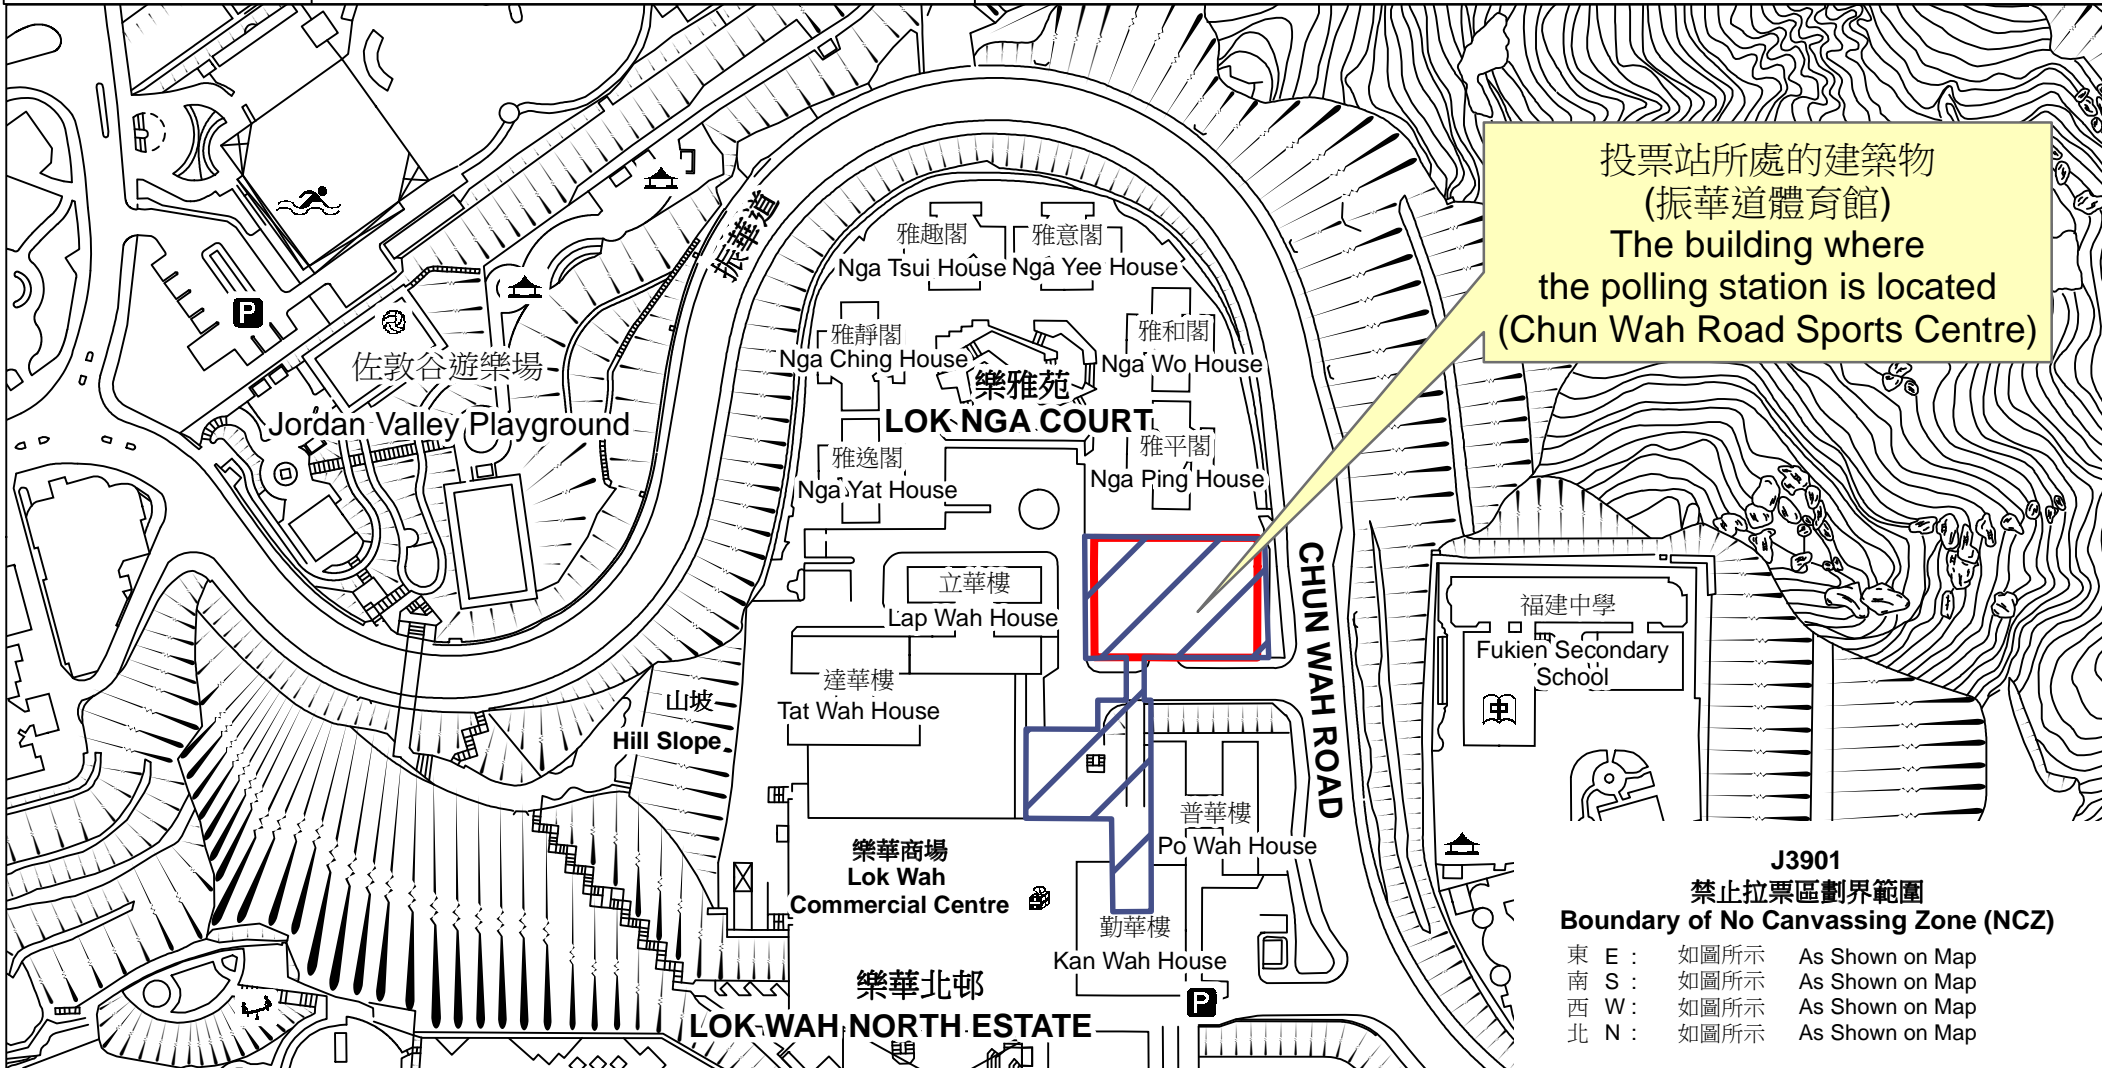 投票站所處的建築物
(振華道體育館)
The building where
the polling station is located
(Chun Wah Road Sports Centre)
振華道
雅趣閣
Nga Tsui House
雅意閣
Nga Yee House
雅靜閣
Nga Ching House
雅和閣
Nga Wo House
樂雅苑
LOK NGA COURT
雅逸閣
Nga Yat House
雅平閣
Nga Ping House
P
佐敦谷遊樂場
Jordan Valley Playground
立華樓
Lap Wah House
達華樓
Tat Wah House
山坡
Hill Slope
CHUN WAH ROAD
福建中學
Fukien Secondary
School
中
普華樓
Po Wah House
樂華商場
Lok Wah
Commercial Centre
勤華樓
Kan Wah House
P
樂華北邨
LOK WAH NORTH ESTATE
J3901
禁止拉票區劃界範圍
Boundary of No Canvassing Zone (NCZ)
東 E : 如圖所示 As Shown on Map
南 S : 如圖所示 As Shown on Map
西 W : 如圖所示 As Shown on Map
北 N : 如圖所示 As Shown on Map